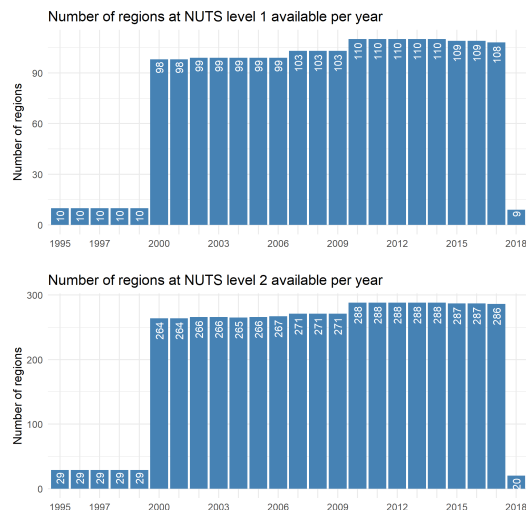 Number of regions at NUTS level 1 available per year
Number of regions
90
60
30
0
10 10 10 10 10 98 98 99 99 99 99 99 103 103 103 110 110 110 110 110 109 109 108 9
1995 1997 2000 2003 2006 2009 2012 2015 2018
Number of regions at NUTS level 2 available per year
Number of regions
300
200
100
0
29 29 29 29 29 264 264 266 266 265 266 267 271 271 271 288 288 288 288 288 287 287 286 20
1995 1997 2000 2003 2006 2009 2012 2015 2018